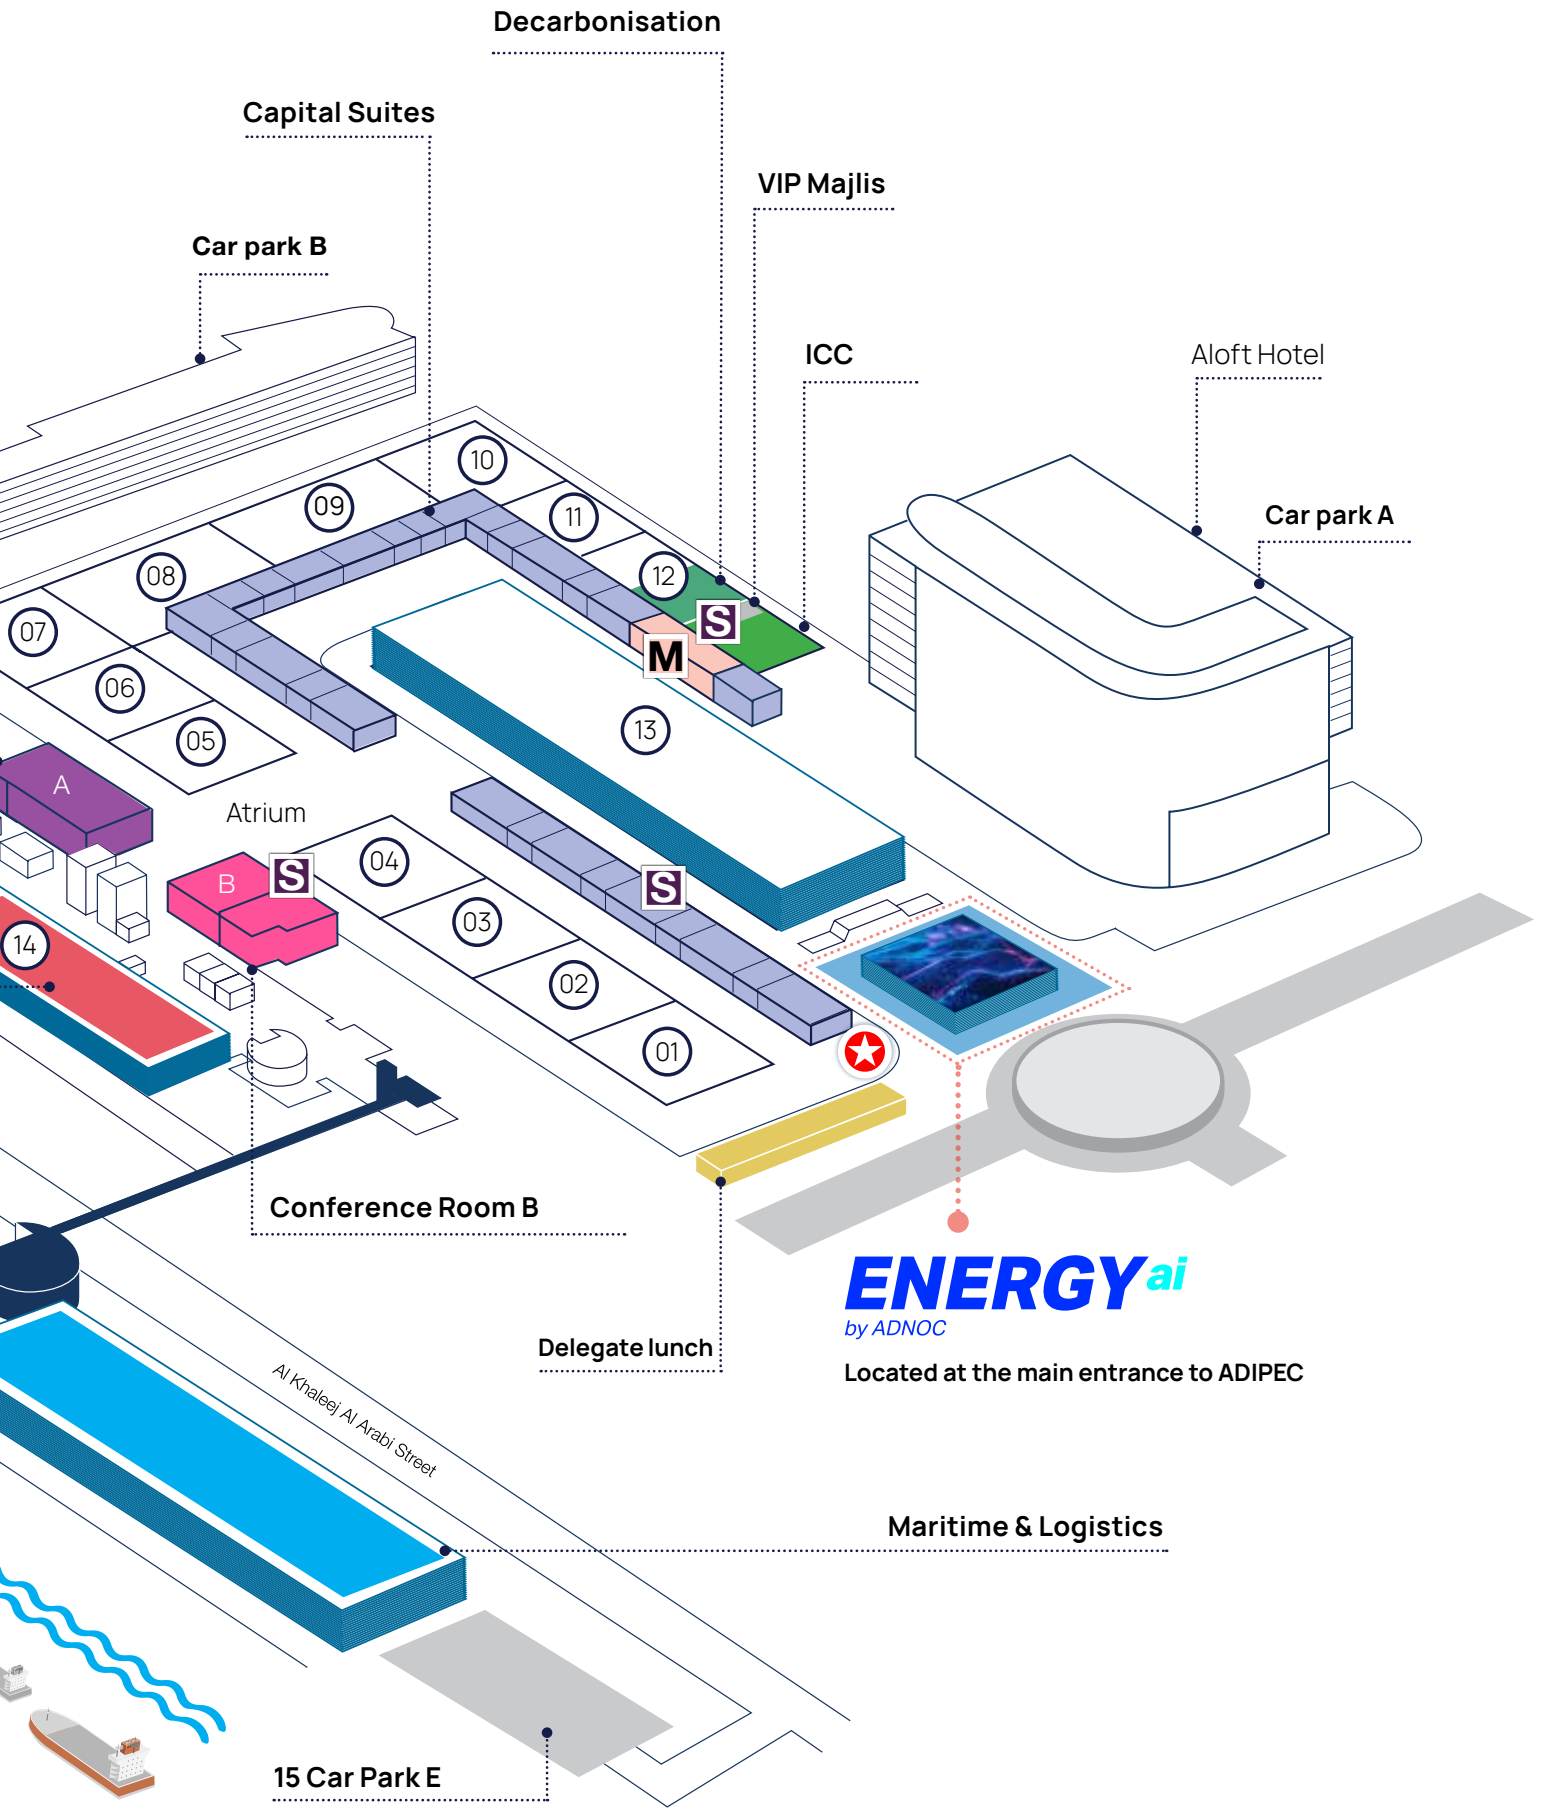 Decarbonisation
Capital Suites
VIP Majlis
Car park B
ICC
Aloft Hotel
Car park A
10
09
11
08
12
07
S
M
06
13
05
A
Atrium
04
B
S
S
03
14
02
01
Conference Room B
ENERGY ai
by ADNOC
Delegate lunch
Located at the main entrance to ADIPEC
Al Khaleej Al Arabi Street
Maritime & Logistics
15 Car Park E